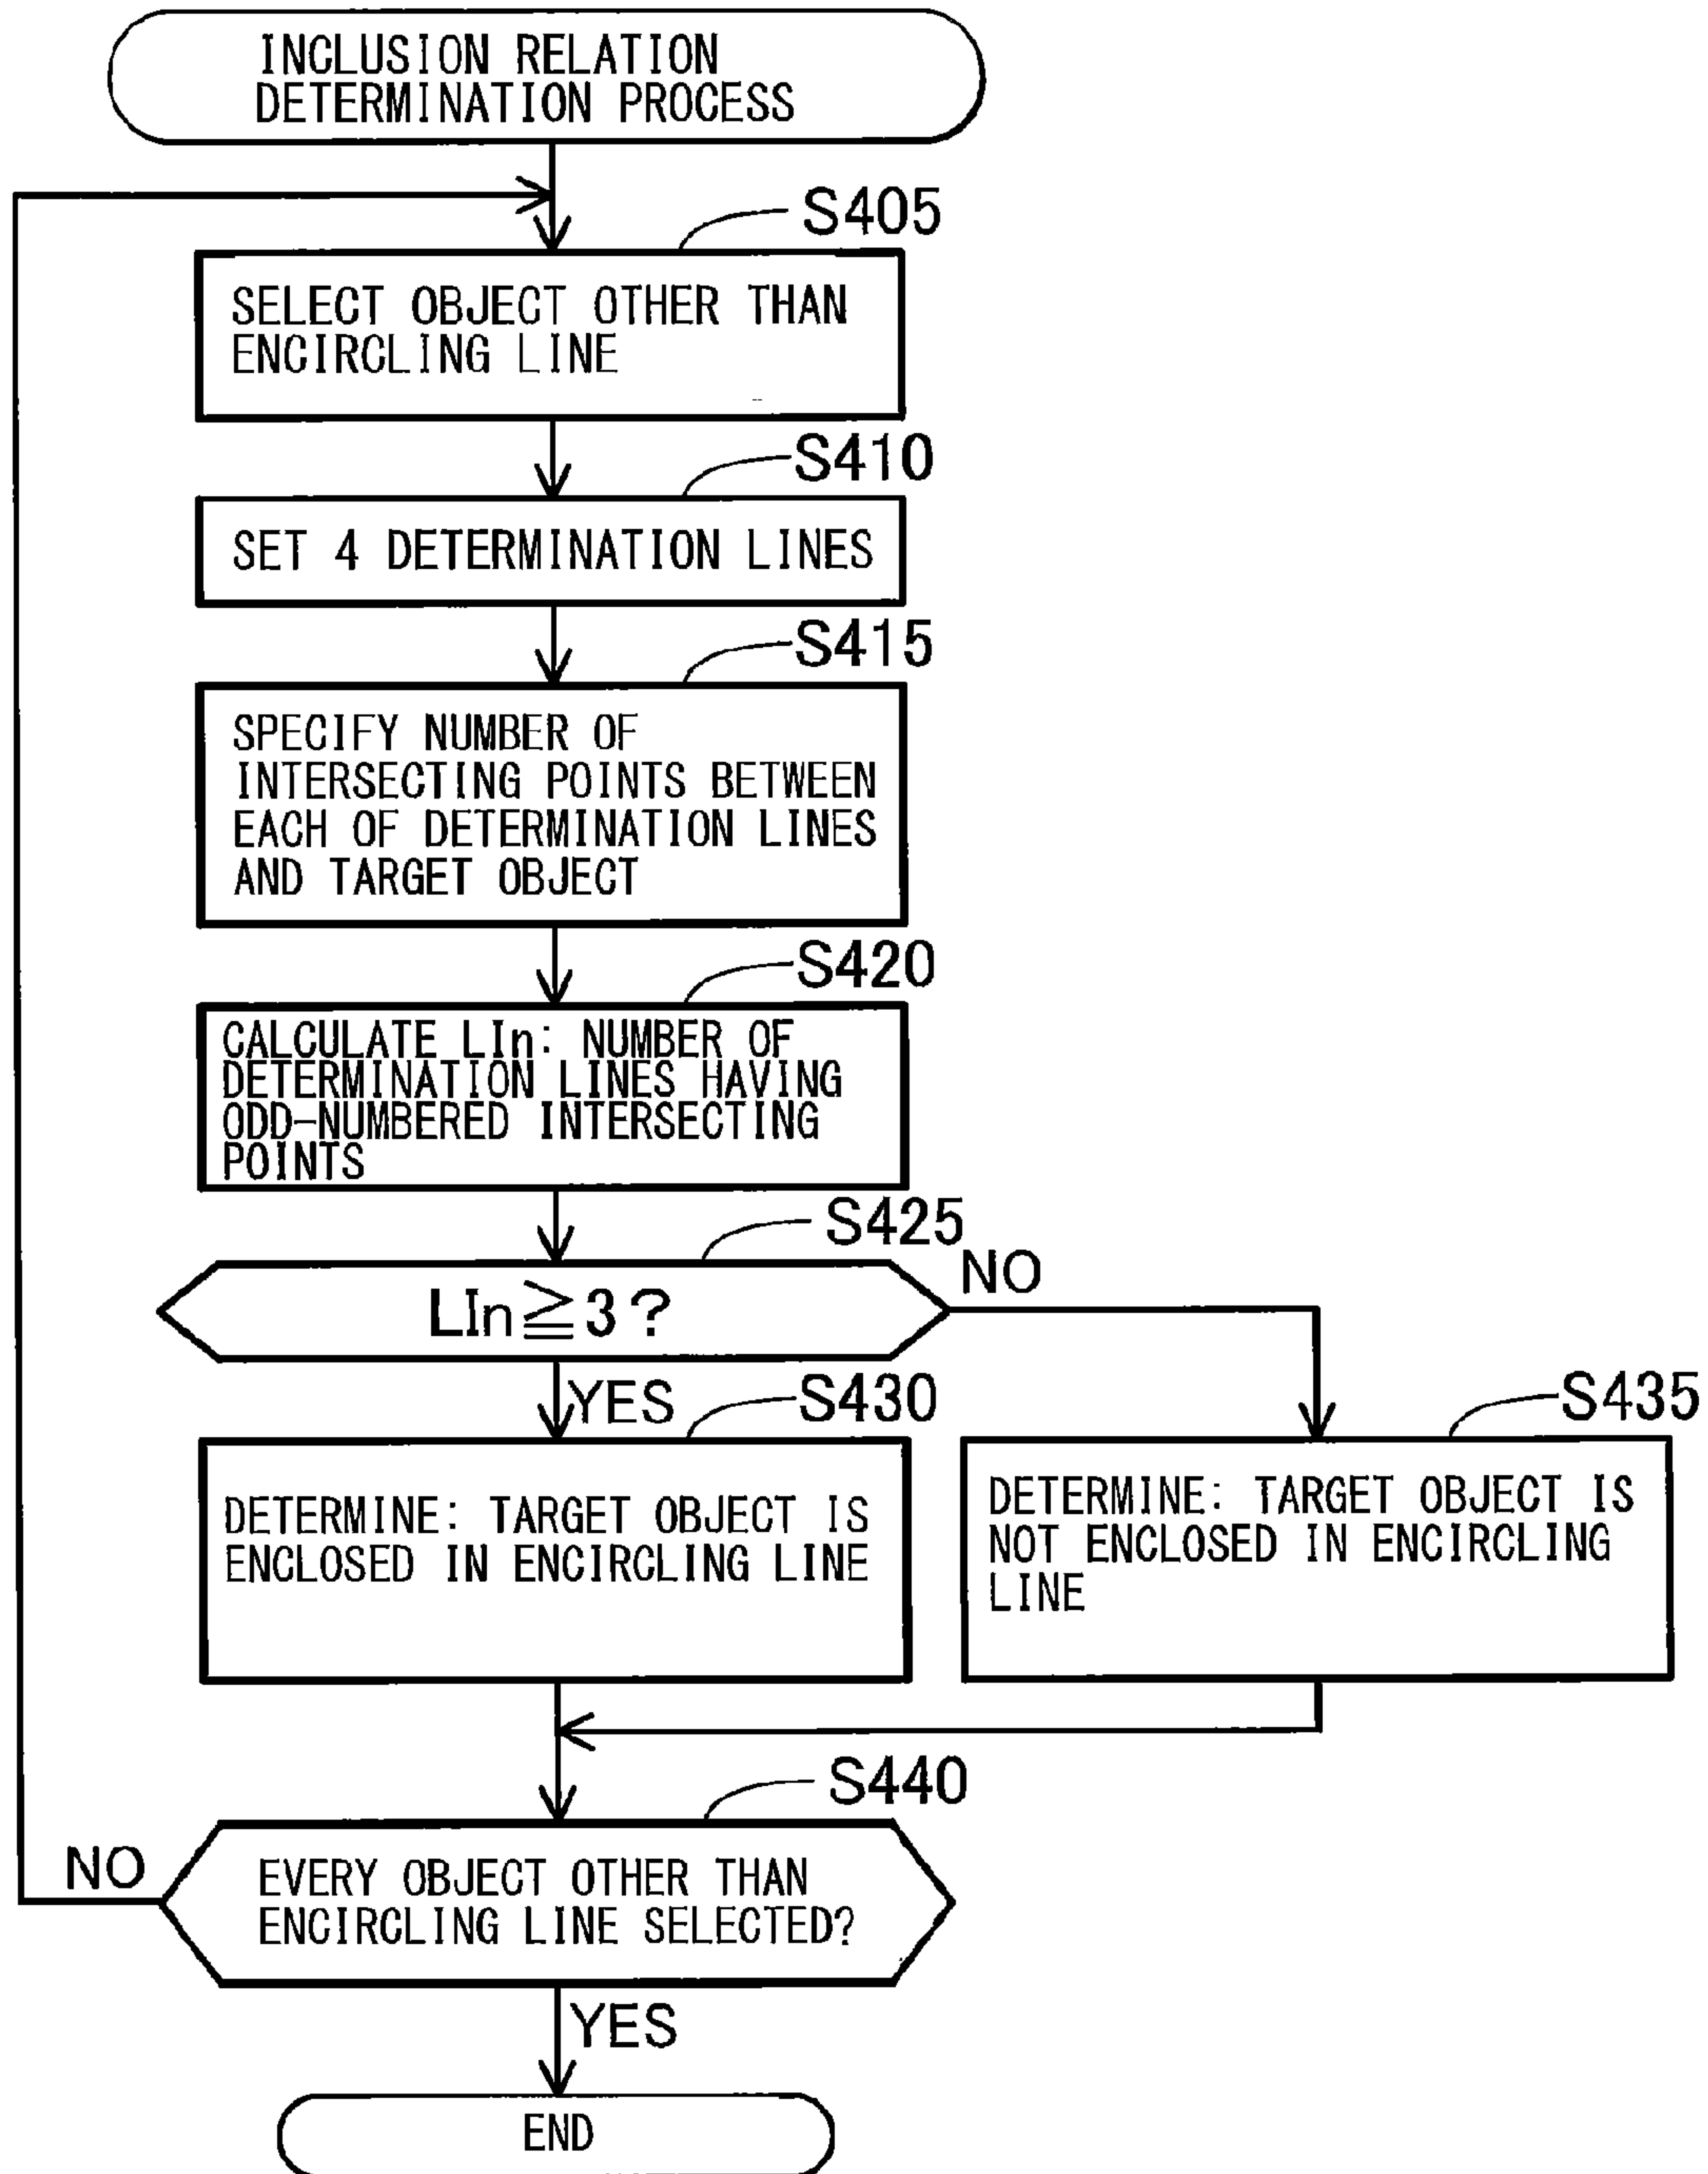 INCLUSION RELATION
DETERMINATION PROCESS
S405
SELECT OBJECT OTHER THAN
ENCIRCLING LINE
S410
SET 4 DETERMINATION LINES
S415
SPECIFY NUMBER OF
INTERSECTING POINTS BETWEEN
EACH OF DETERMINATION LINES
AND TARGET OBJECT
S420
CALCULATE LIn: NUMBER OF
DETERMINATION LINES HAVING
ODD-NUMBERED INTERSECTING
POINTS
S425
LIn≧3?
NO
YES
S430
DETERMINE: TARGET OBJECT IS
ENCLOSED IN ENCIRCLING LINE
S435
DETERMINE: TARGET OBJECT IS
NOT ENCLOSED IN ENCIRCLING
LINE
S440
NO
EVERY OBJECT OTHER THAN
ENCIRCLING LINE SELECTED?
YES
END